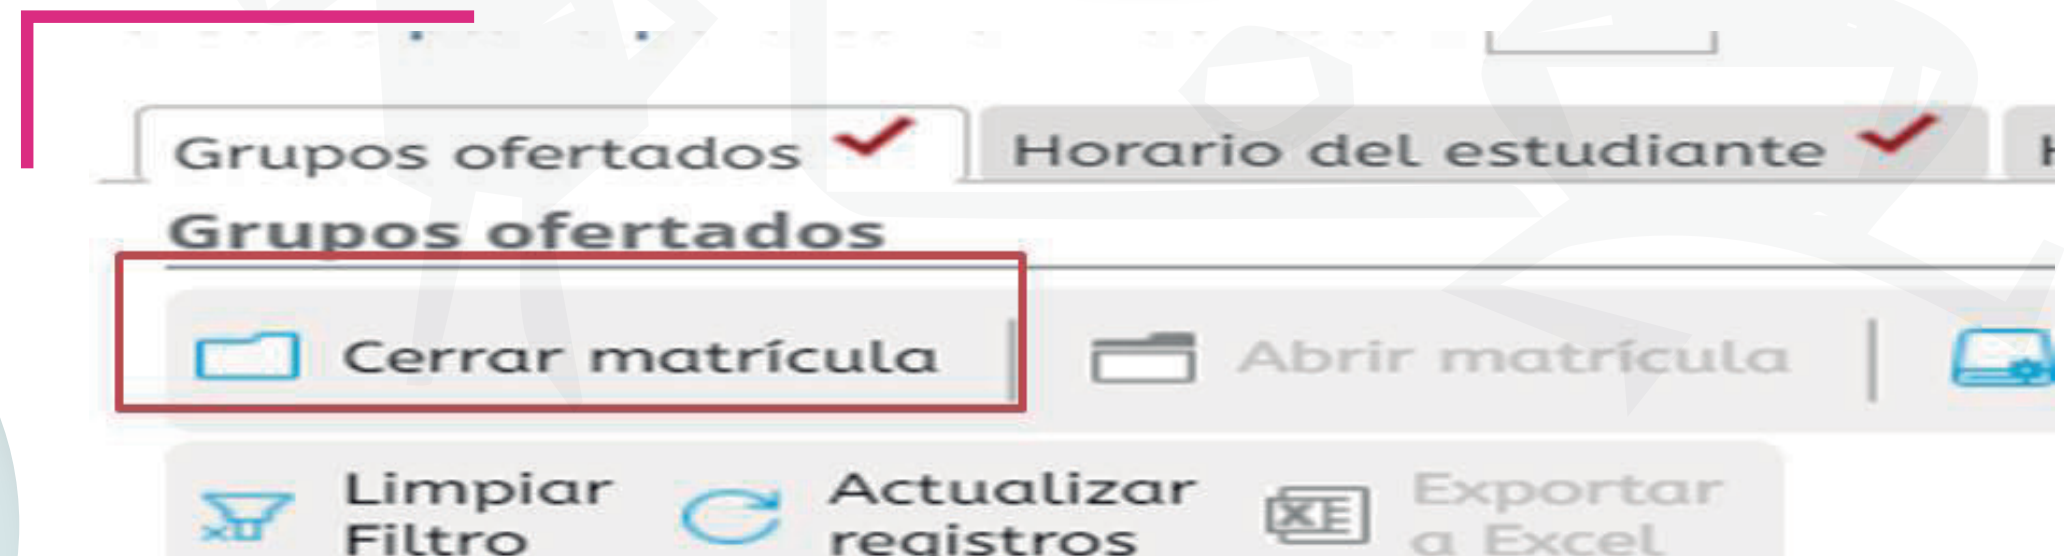 Grupos ofertados Horario del estudiante
Grupos ofertados
Cerrar matrícula Abrir matrícula
Limpiar Actualizar Exportar
Filtro registros a Excel